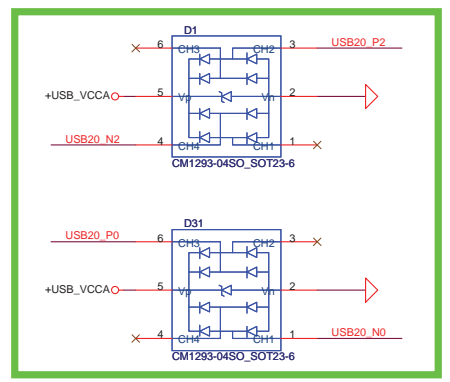 D1
6 CH3 CH2 3 USB20_P2
+USB_VCCA 5 Vp Vn 2
USB20_N2 4 CH4 CH1 1
CM1293-04SO_SOT23-6
D31
USB20_P0 6 CH3 CH2 3
+USB_VCCA 5 Vp Vn 2
4 CH4 CH1 1 USB20_N0
CM1293-04SO_SOT23-6